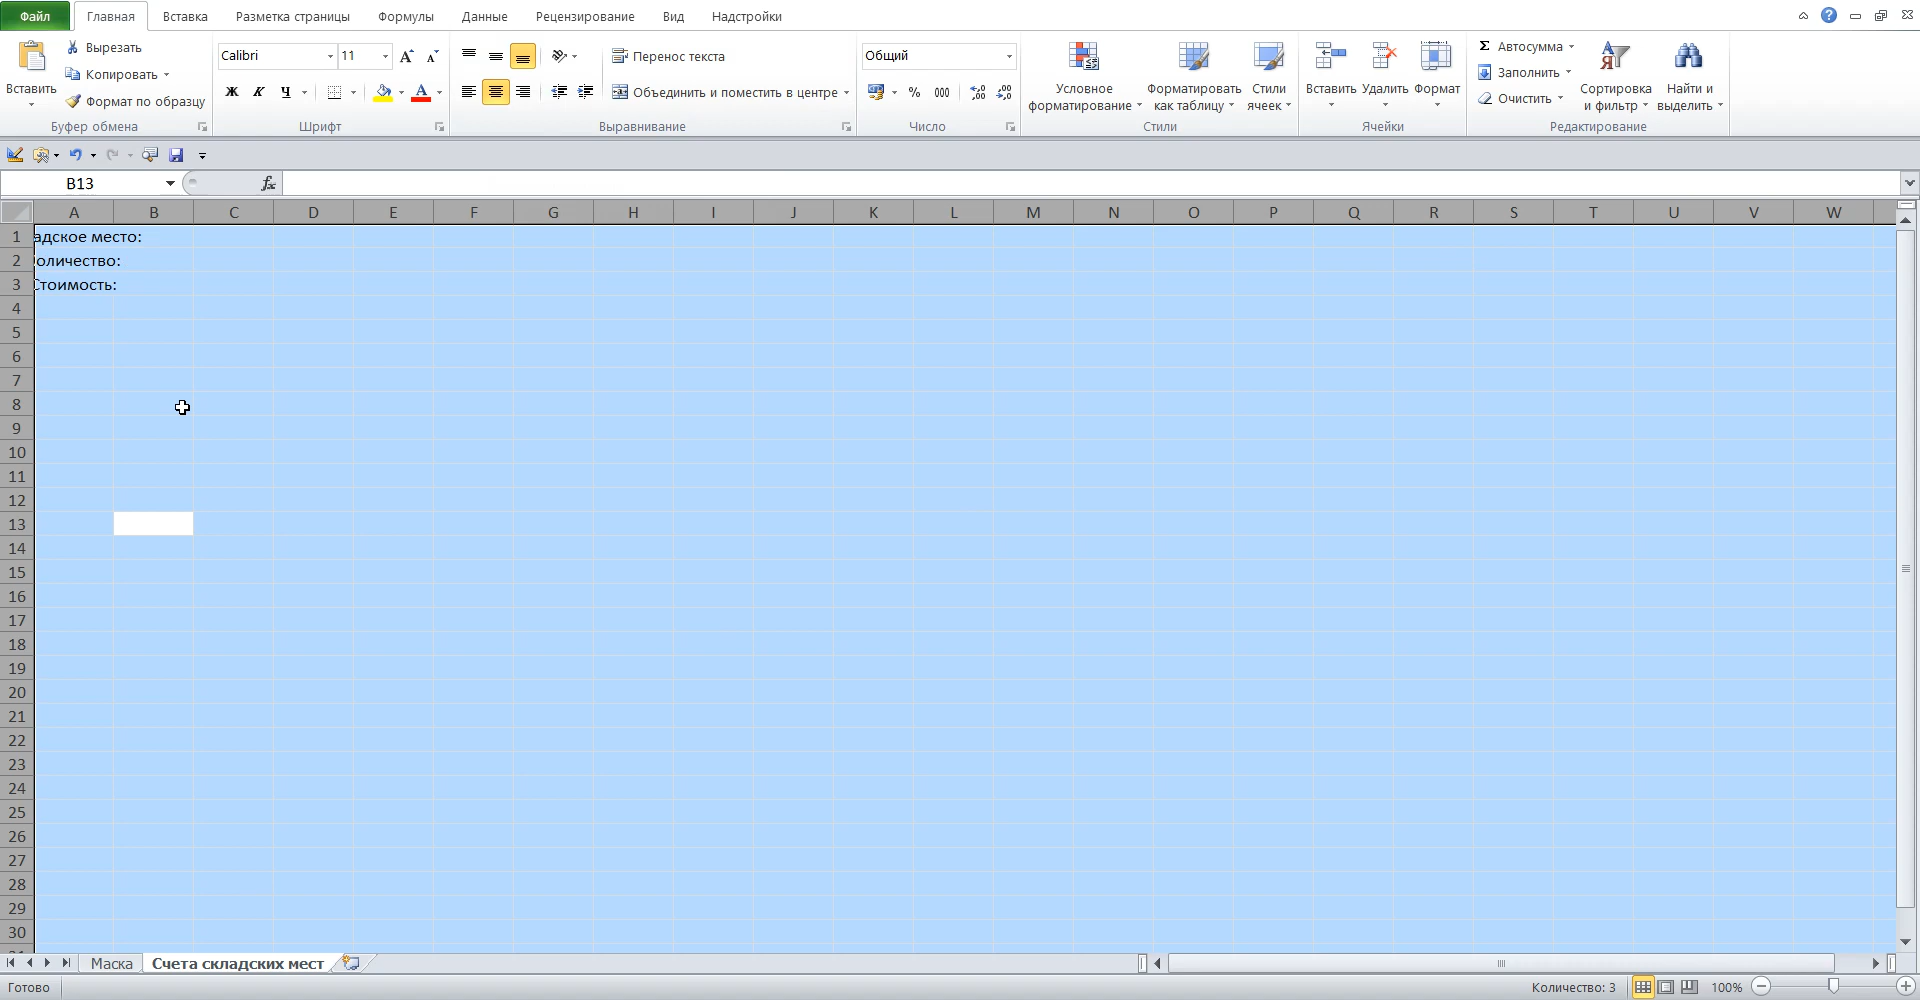 Файл Главная Вставка Разметка страницы Формулы Данные Рецензирование Вид Надстройки
Вставить
Вырезать
Копировать
Формат по образцу
Буфер обмена
Calibri 11
Ж К Ч А
Шрифт
Перенос текста
Объединить и поместить в центре
Выравнивание
Общий
% 000
Число
Условное форматирование
Форматировать как таблицу
Стили ячеек
Стили
Вставить Удалить Формат
Ячейки
Σ Автосумма
Заполнить
Очистить
Сортировка и фильтр
Найти и выделить
Редактирование
B13 fx
A B C D E F G H I J K L M N O P Q R S T U V W
1 адское место:
2 оличество:
3 Стоимость:
4
5
6
7
8
9
10
11
12
13
14
15
16
17
18
19
20
21
22
23
24
25
26
27
28
29
30
Маска Счета складских мест
Готово Количество: 3 100%